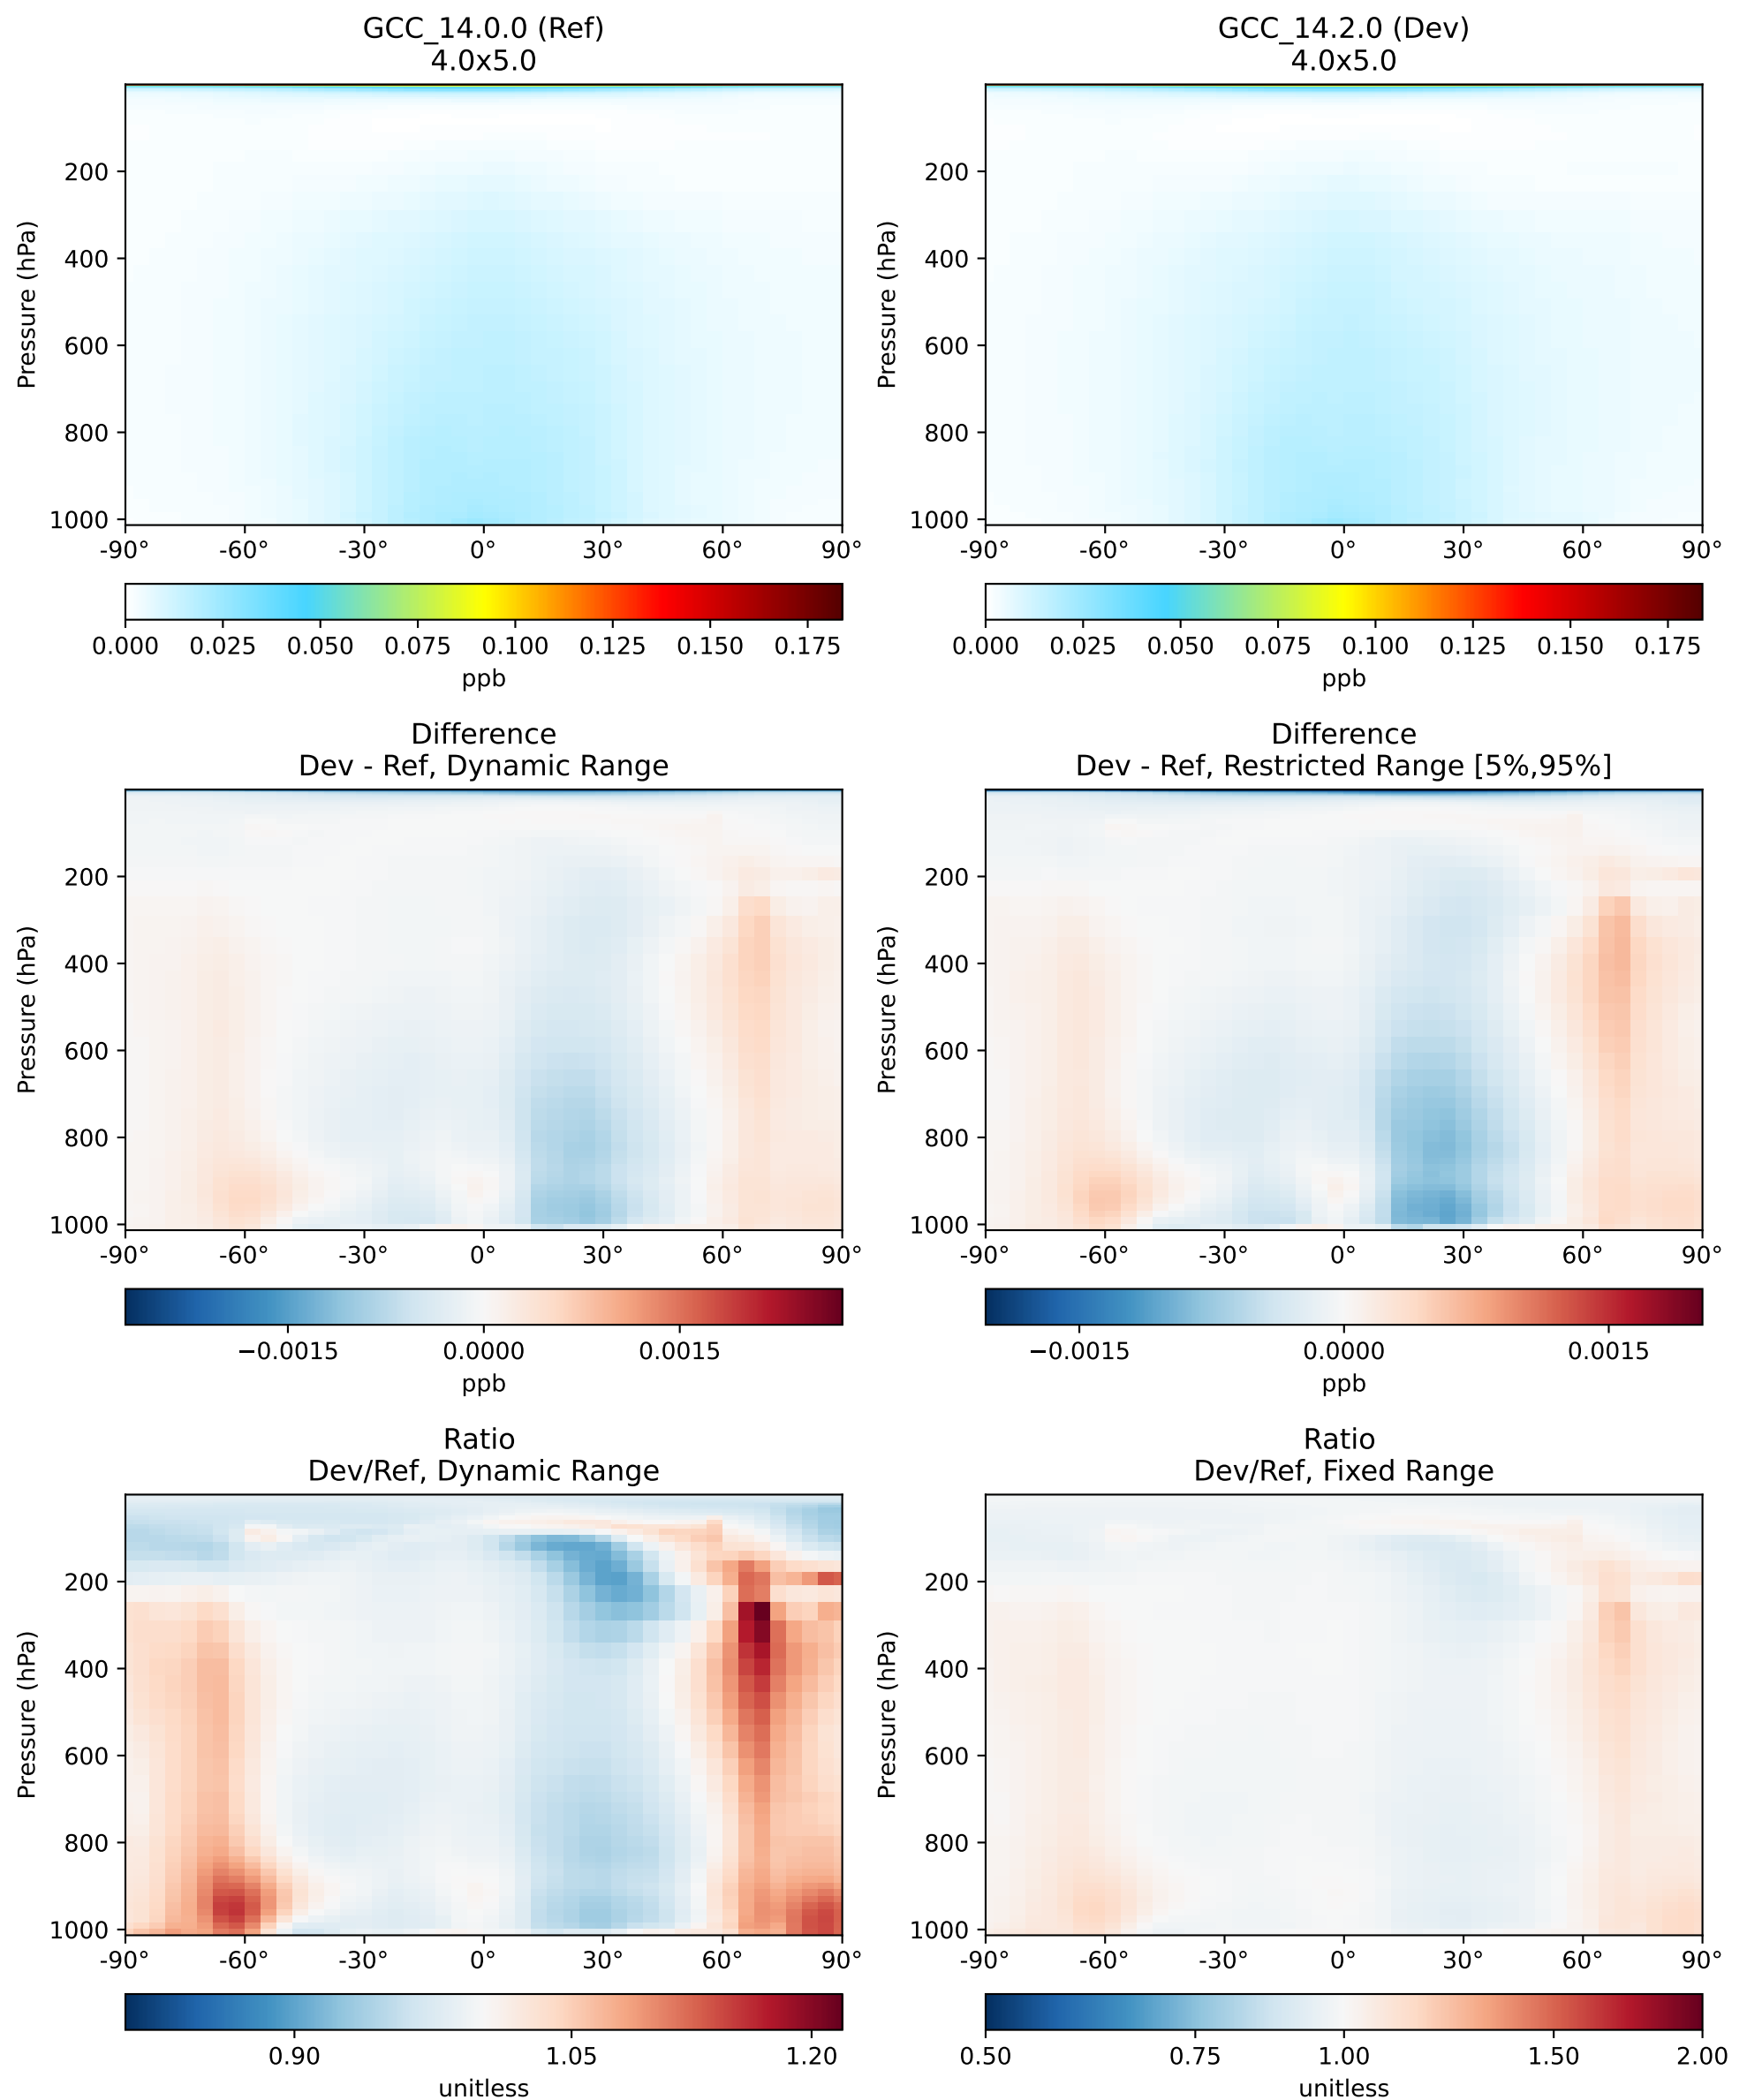 GCC_14.0.0 (Ref)
4.0x5.0
GCC_14.2.0 (Dev)
4.0x5.0
Pressure (hPa)
200
400
600
800
1000
-90° -60° -30° 0° 30° 60° 90°
0.000 0.025 0.050 0.075 0.100 0.125 0.150 0.175
ppb
Pressure (hPa)
200
400
600
800
1000
-90° -60° -30° 0° 30° 60° 90°
0.000 0.025 0.050 0.075 0.100 0.125 0.150 0.175
ppb
Difference
Dev - Ref, Dynamic Range
Pressure (hPa)
200
400
600
800
1000
-90° -60° -30° 0° 30° 60° 90°
−0.0015 0.0000 0.0015
ppb
Difference
Dev - Ref, Restricted Range [5%,95%]
Pressure (hPa)
200
400
600
800
1000
-90° -60° -30° 0° 30° 60° 90°
−0.0015 0.0000 0.0015
ppb
Ratio
Dev/Ref, Dynamic Range
Pressure (hPa)
200
400
600
800
1000
-90° -60° -30° 0° 30° 60° 90°
0.90 1.05 1.20
unitless
Ratio
Dev/Ref, Fixed Range
Pressure (hPa)
200
400
600
800
1000
-90° -60° -30° 0° 30° 60° 90°
0.50 0.75 1.00 1.50 2.00
unitless